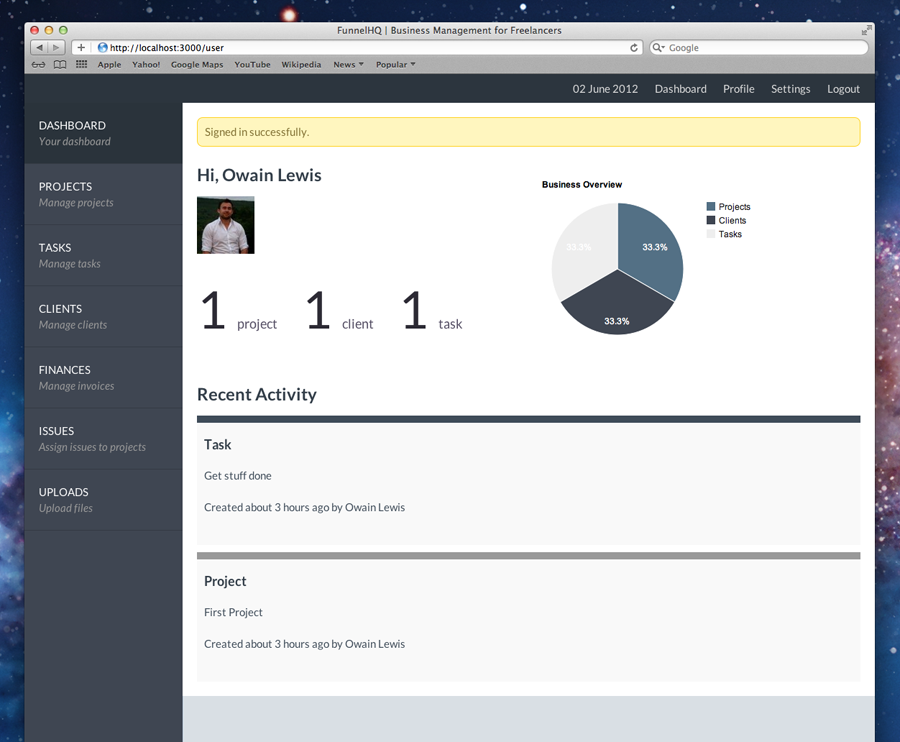 FunnelHQ | Business Management for Freelancers
http://localhost:3000/user
Google
Apple Yahoo! Google Maps YouTube Wikipedia News Popular
02 June 2012 Dashboard Profile Settings Logout
DASHBOARD
Your dashboard
PROJECTS
Manage projects
TASKS
Manage tasks
CLIENTS
Manage clients
FINANCES
Manage invoices
ISSUES
Assign issues to projects
UPLOADS
Upload files
Signed in successfully.
Hi, Owain Lewis
1 project 1 client 1 task
Business Overview
33.3%
33.3%
33.3%
Projects
Clients
Tasks
Recent Activity
Task
Get stuff done
Created about 3 hours ago by Owain Lewis
Project
First Project
Created about 3 hours ago by Owain Lewis